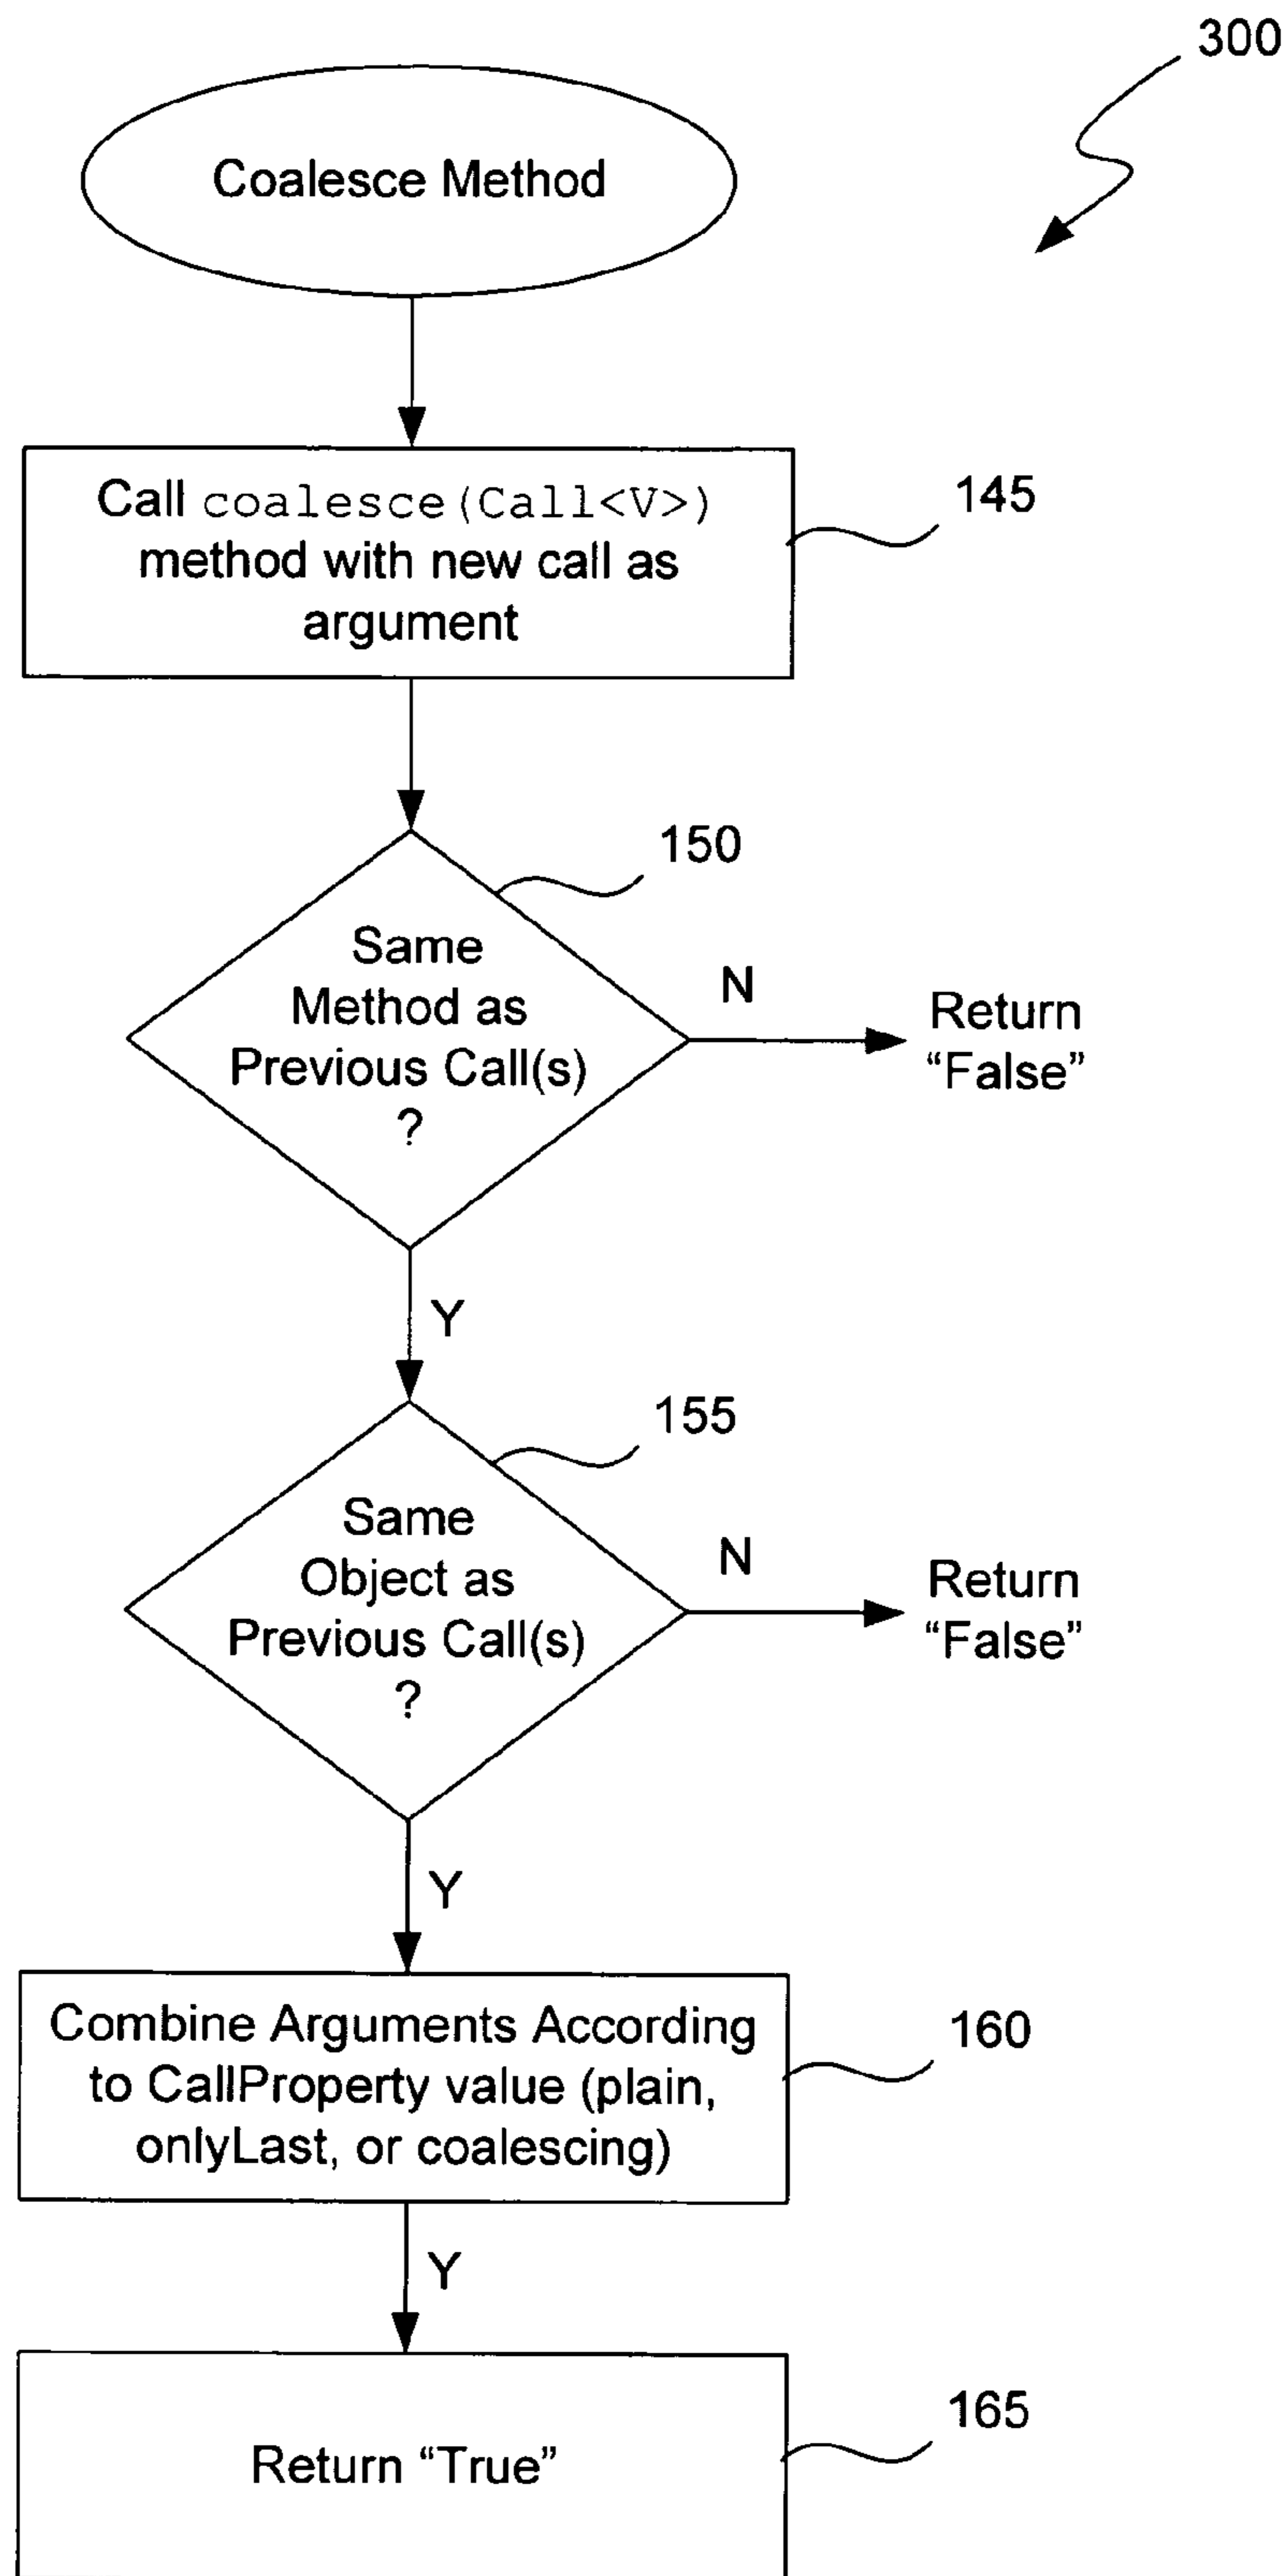 300
Coalesce Method
Call coalesce(Call<V>)
method with new call as
argument
145
150
Same
Method as
Previous Call(s)
?
N
Return
“False”
Y
155
Same
Object as
Previous Call(s)
?
N
Return
“False”
Y
Combine Arguments According
to CallProperty value (plain,
onlyLast, or coalescing)
160
Y
Return “True”
165